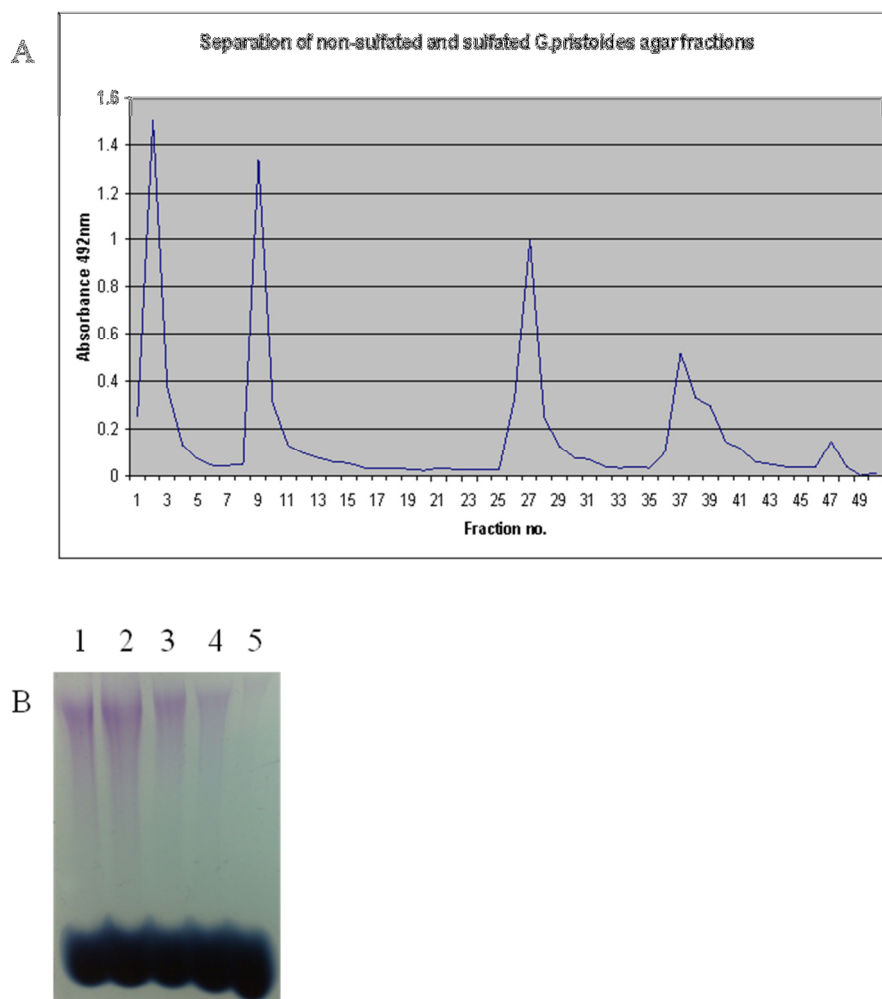 A
Separation of non-sulfated and sulfated G.pristoides agar fractions
1.6
1.4
1.2
1
0.8
0.6
0.4
0.2
0
Absorbance 492nm
1 3 5 7 9 11 13 15 17 19 21 23 25 27 29 31 33 35 37 39 41 43 45 47 49
Fraction no.
1 2 3 4 5
B